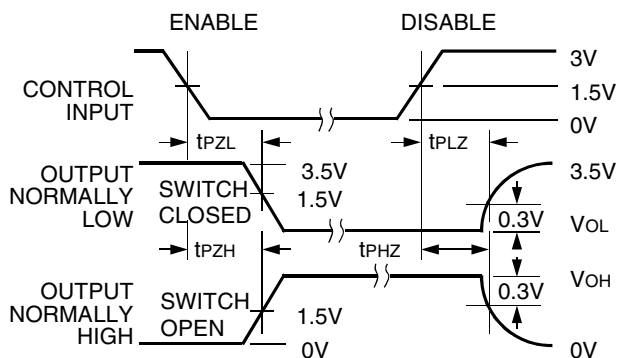 ENABLE DISABLE
3V
CONTROL
INPUT
1.5V
0V
tPZL tPLZ
OUTPUT
NORMALLY
LOW
SWITCH
CLOSED
3.5V
1.5V
3.5V
0.3V
VOL
tPZH tPHZ
OUTPUT
NORMALLY
HIGH
SWITCH
OPEN
1.5V
0V
0.3V
VOH
0V